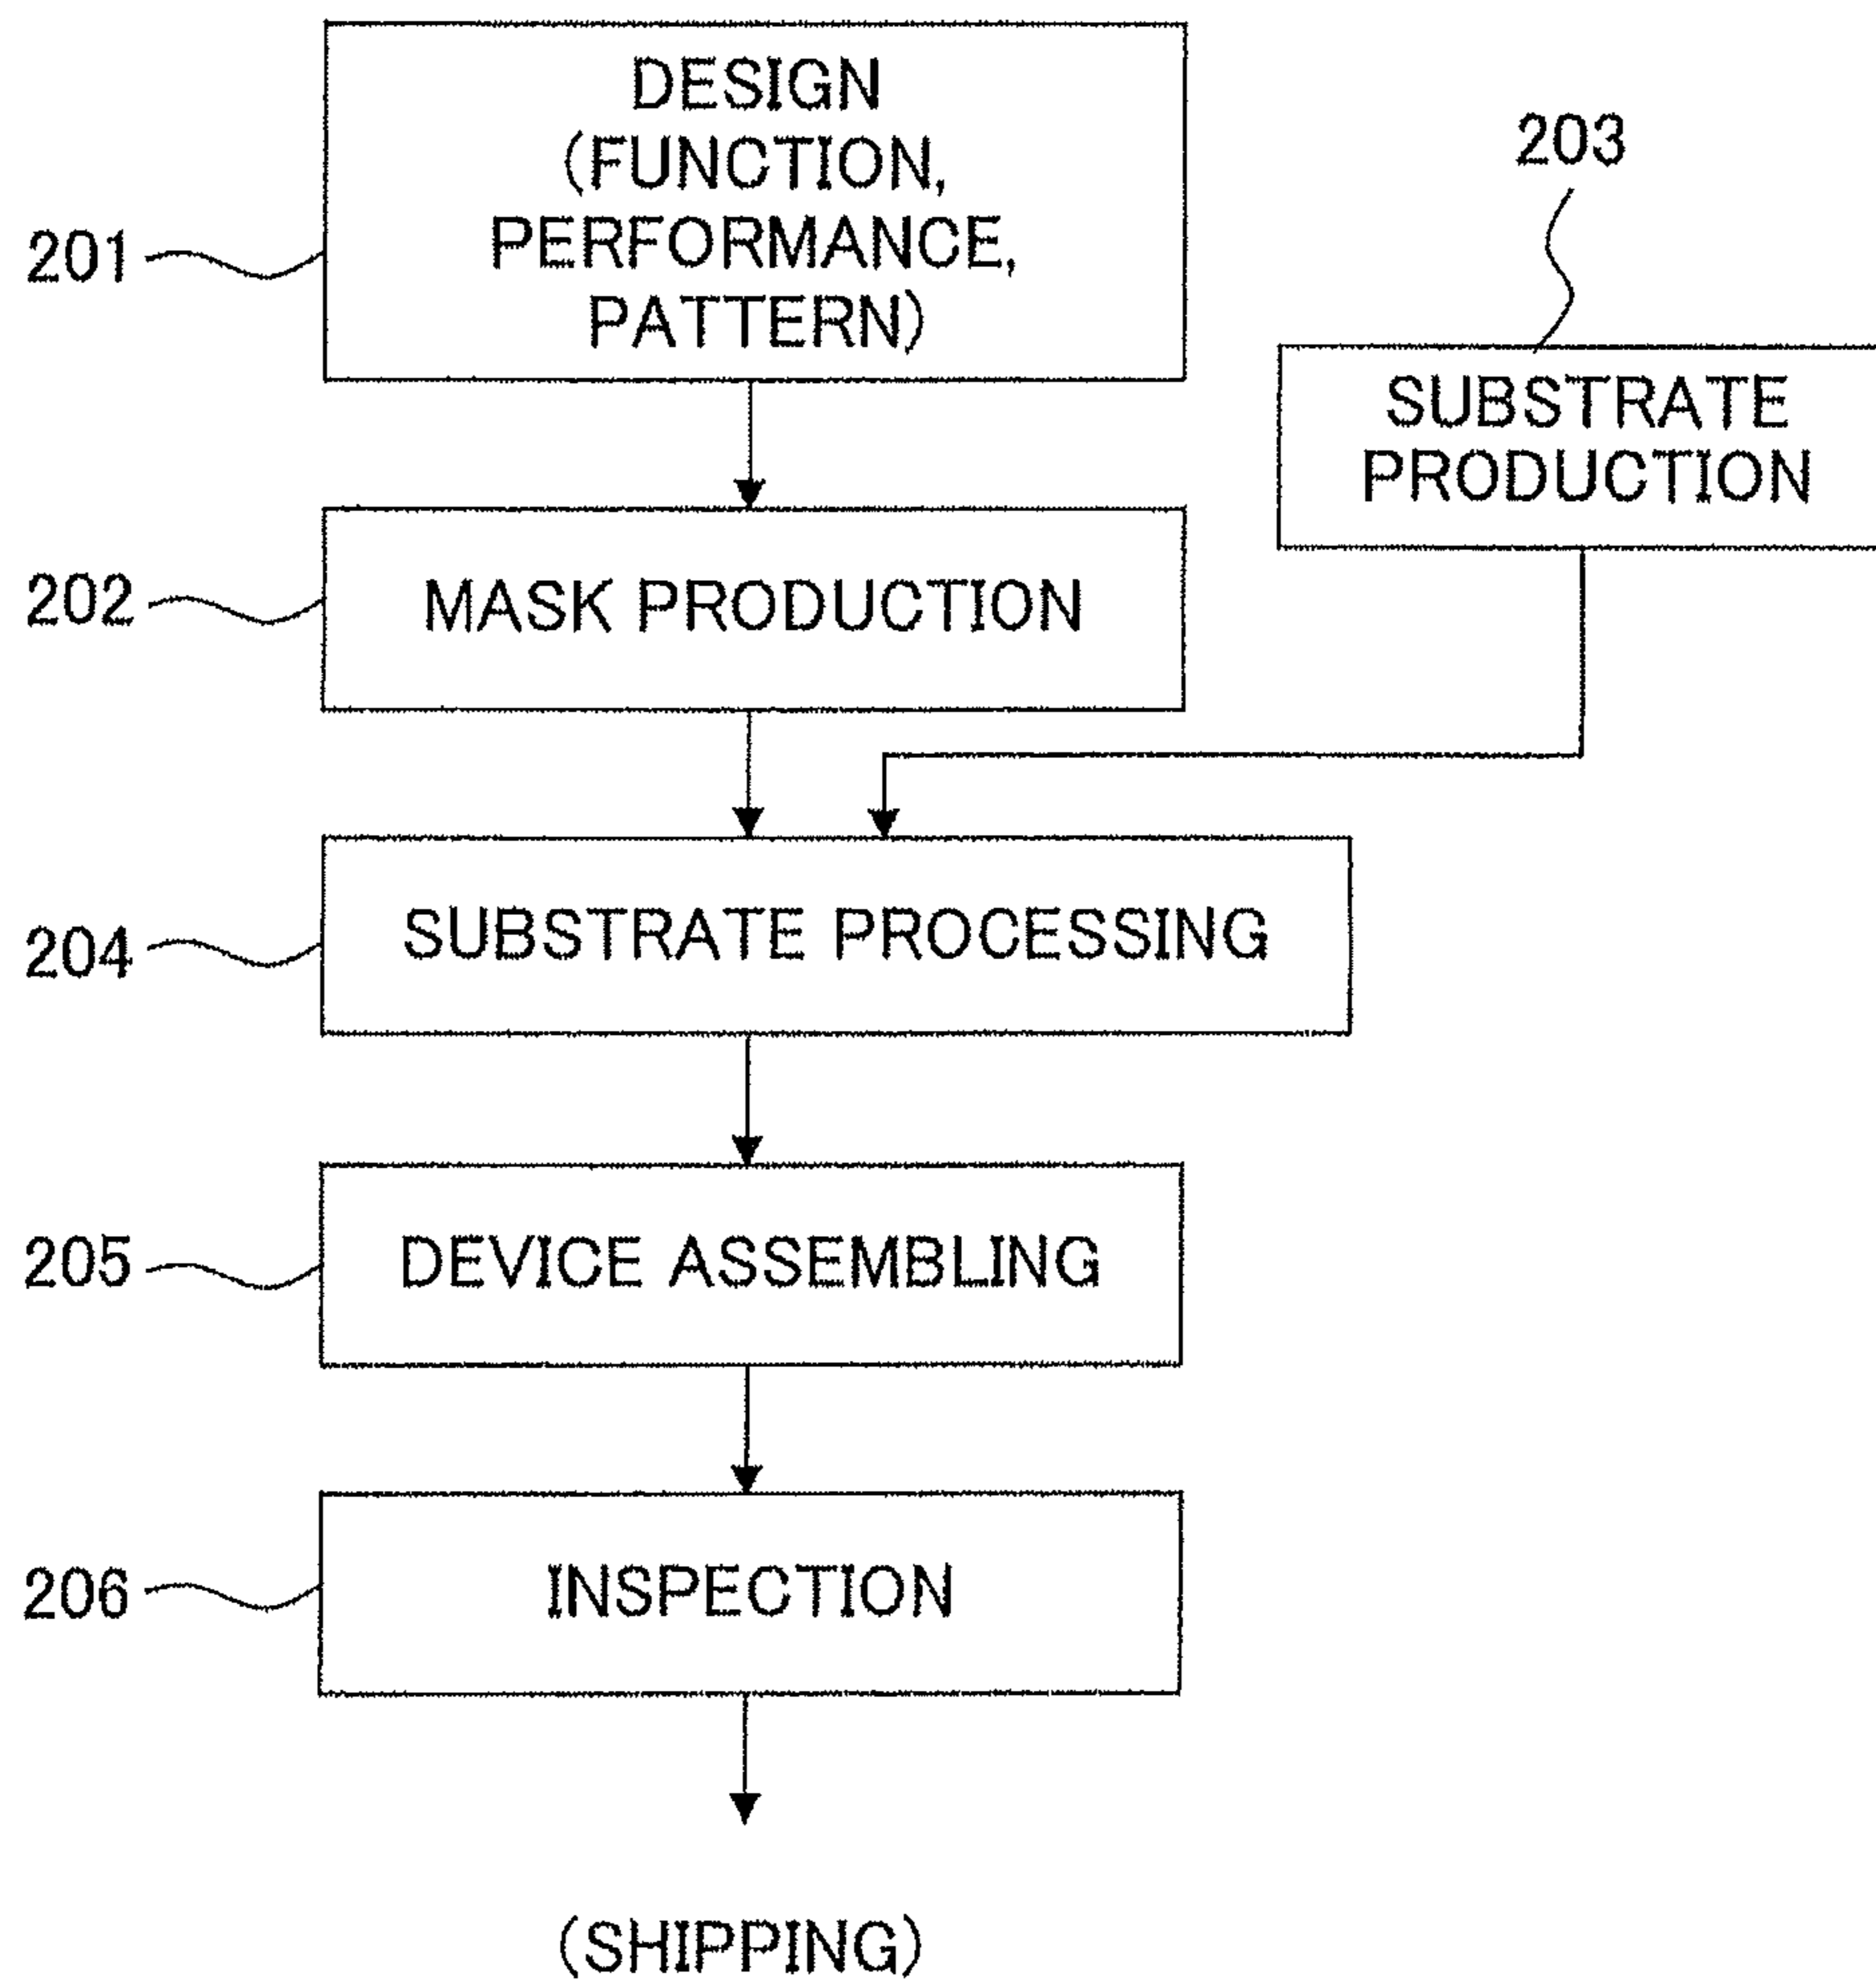 DESIGN
(FUNCTION,
PERFORMANCE,
PATTERN)
201
203
SUBSTRATE
PRODUCTION
202
MASK PRODUCTION
204
SUBSTRATE PROCESSING
205
DEVICE ASSEMBLING
206
INSPECTION
(SHIPPING)